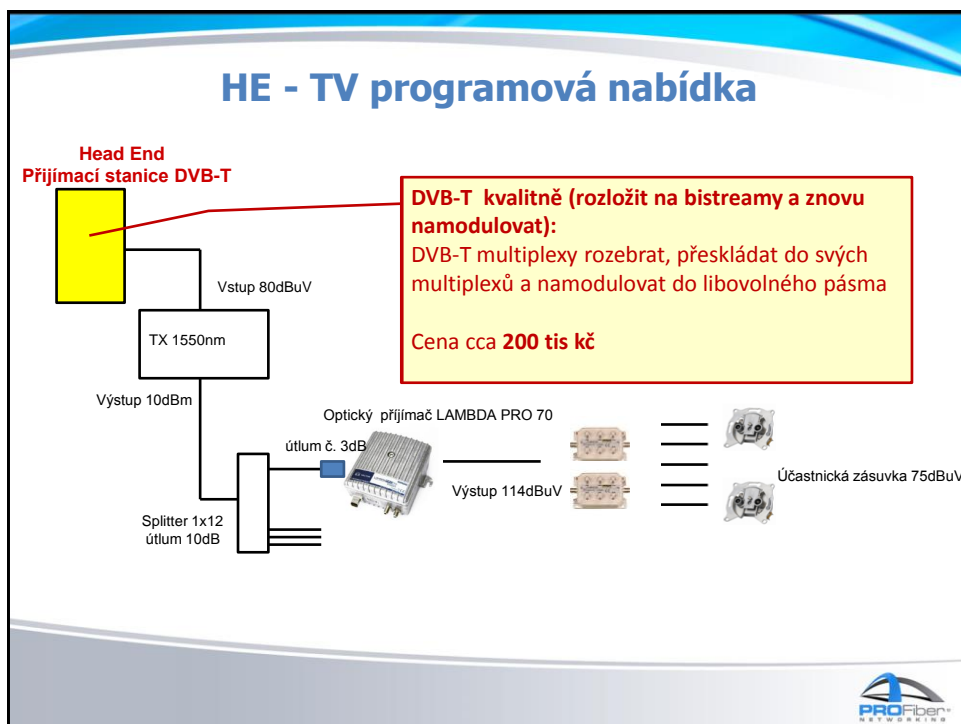 HE - TV programová nabídka
Head End
Přijímací stanice DVB-T
DVB-T kvalitně (rozložit na bistreamy a znovu
namodulovat):
DVB-T multiplexy rozebrat, přeskládat do svých
multiplexů a namodulovat do libovolného pásma
Cena cca 200 tis kč
Vstup 80dBuV
TX 1550nm
Výstup 10dBm
Optický příjímač LAMBDA PRO 70
útlum č. 3dB
Výstup 114dBuV
Účastnická zásuvka 75dBuV
Splitter 1x12
útlum 10dB
PROFiber
NETWORKING